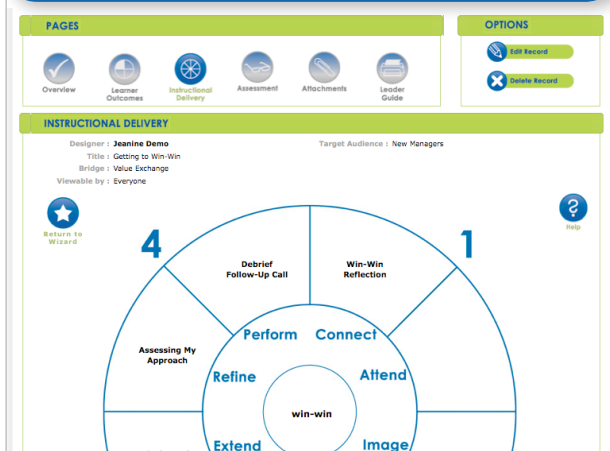 PAGES
OPTIONS
Overview
Learner
Outcomes
Instructional
Delivery
Assessment
Attachments
Leader
Guide
Edit Record
Delete Record
INSTRUCTIONAL DELIVERY
Designer : Jeanine Demo
Target Audience : New Managers
Title : Getting to Win-Win
Bridge : Value Exchange
Viewable by : Everyone
Return to
Wizard
?
Help
4
1
Debrief
Follow-Up Call
Win-Win
Reflection
Perform
Connect
Assessing My
Approach
Refine
Attend
win-win
Extend
Image